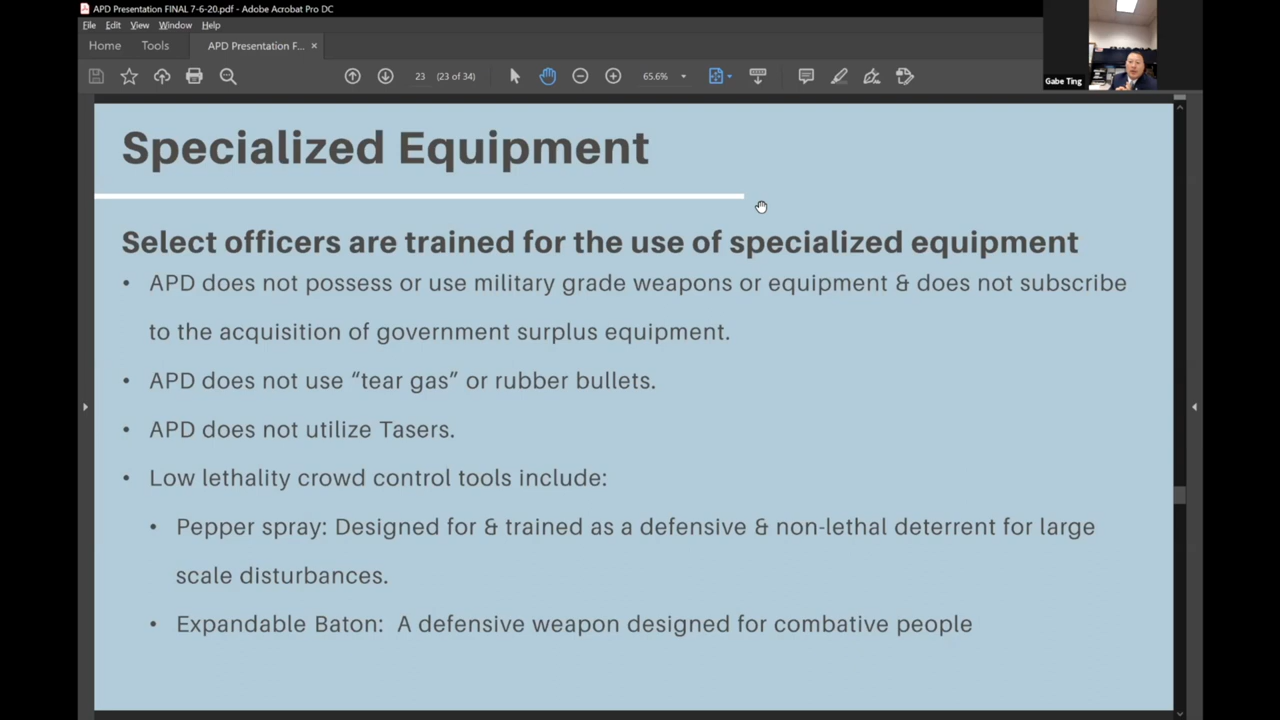 APD Presentation FINAL 7-6-20.pdf - Adobe Acrobat Pro DC
File Edit View Window Help
Home Tools APD Presentation F... ×
23 (23 of 34) 65.6%
Gabe Ting
Specialized Equipment
Select officers are trained for the use of specialized equipment
• APD does not possess or use military grade weapons or equipment & does not subscribe
to the acquisition of government surplus equipment.
• APD does not use “tear gas” or rubber bullets.
• APD does not utilize Tasers.
• Low lethality crowd control tools include:
• Pepper spray: Designed for & trained as a defensive & non-lethal deterrent for large
scale disturbances.
• Expandable Baton: A defensive weapon designed for combative people